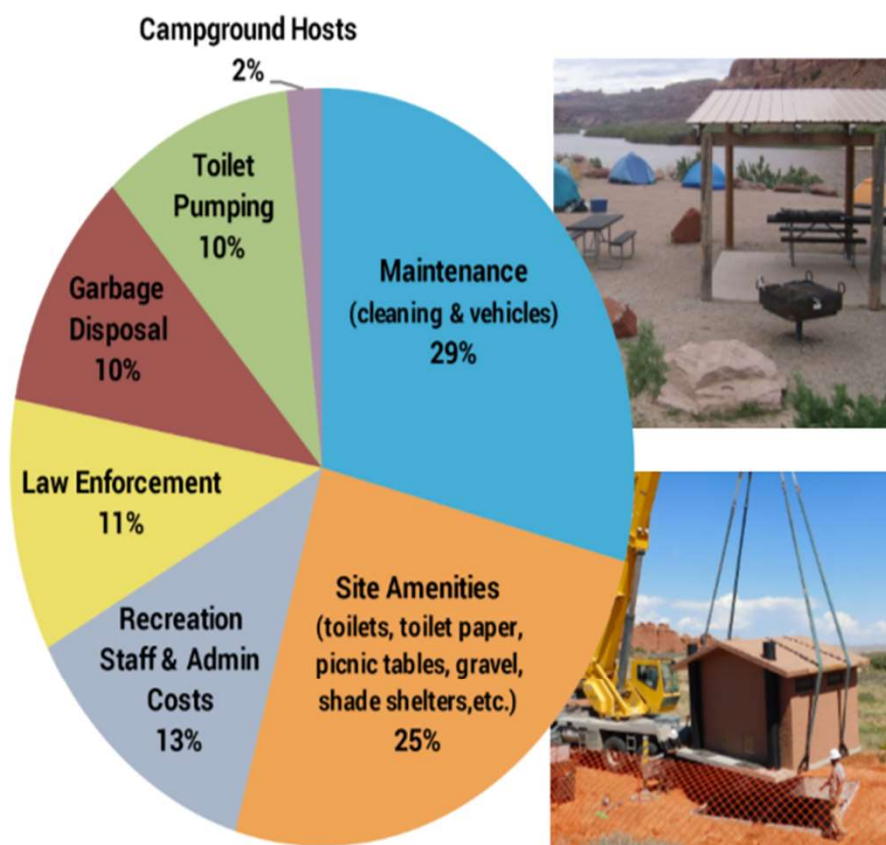 Campground Hosts
2%
Toilet
Pumping
10%
Maintenance
(cleaning & vehicles)
29%
Garbage
Disposal
10%
Law Enforcement
11%
Site Amenities
(toilets, toilet paper,
picnic tables, gravel,
shade shelters,etc.)
25%
Recreation
Staff & Admin
Costs
13%